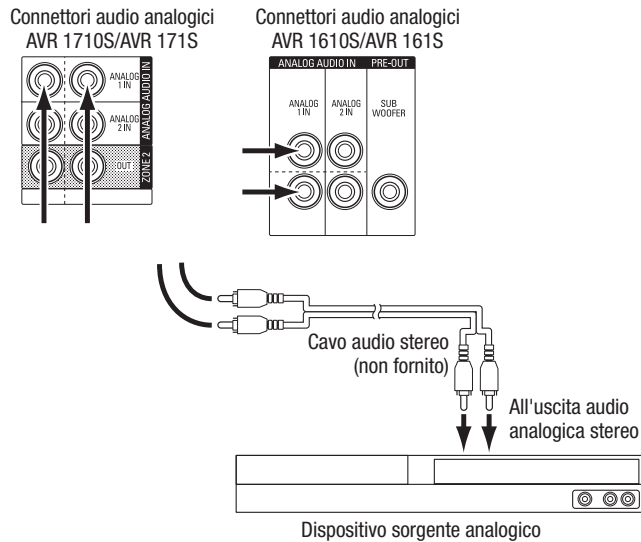 Connettori audio analogici
AVR 1710S/AVR 171S
ANALOG
1 IN
ANALOG
2 IN
OUT
ANALOG AUDIO IN
ZONE 2
Connettori audio analogici
AVR 1610S/AVR 161S
ANALOG AUDIO IN
PRE-OUT
ANALOG
1 IN
ANALOG
2 IN
SUB
WOOFER
Cavo audio stereo
(non fornito)
All'uscita audio
analogica stereo
Dispositivo sorgente analogico